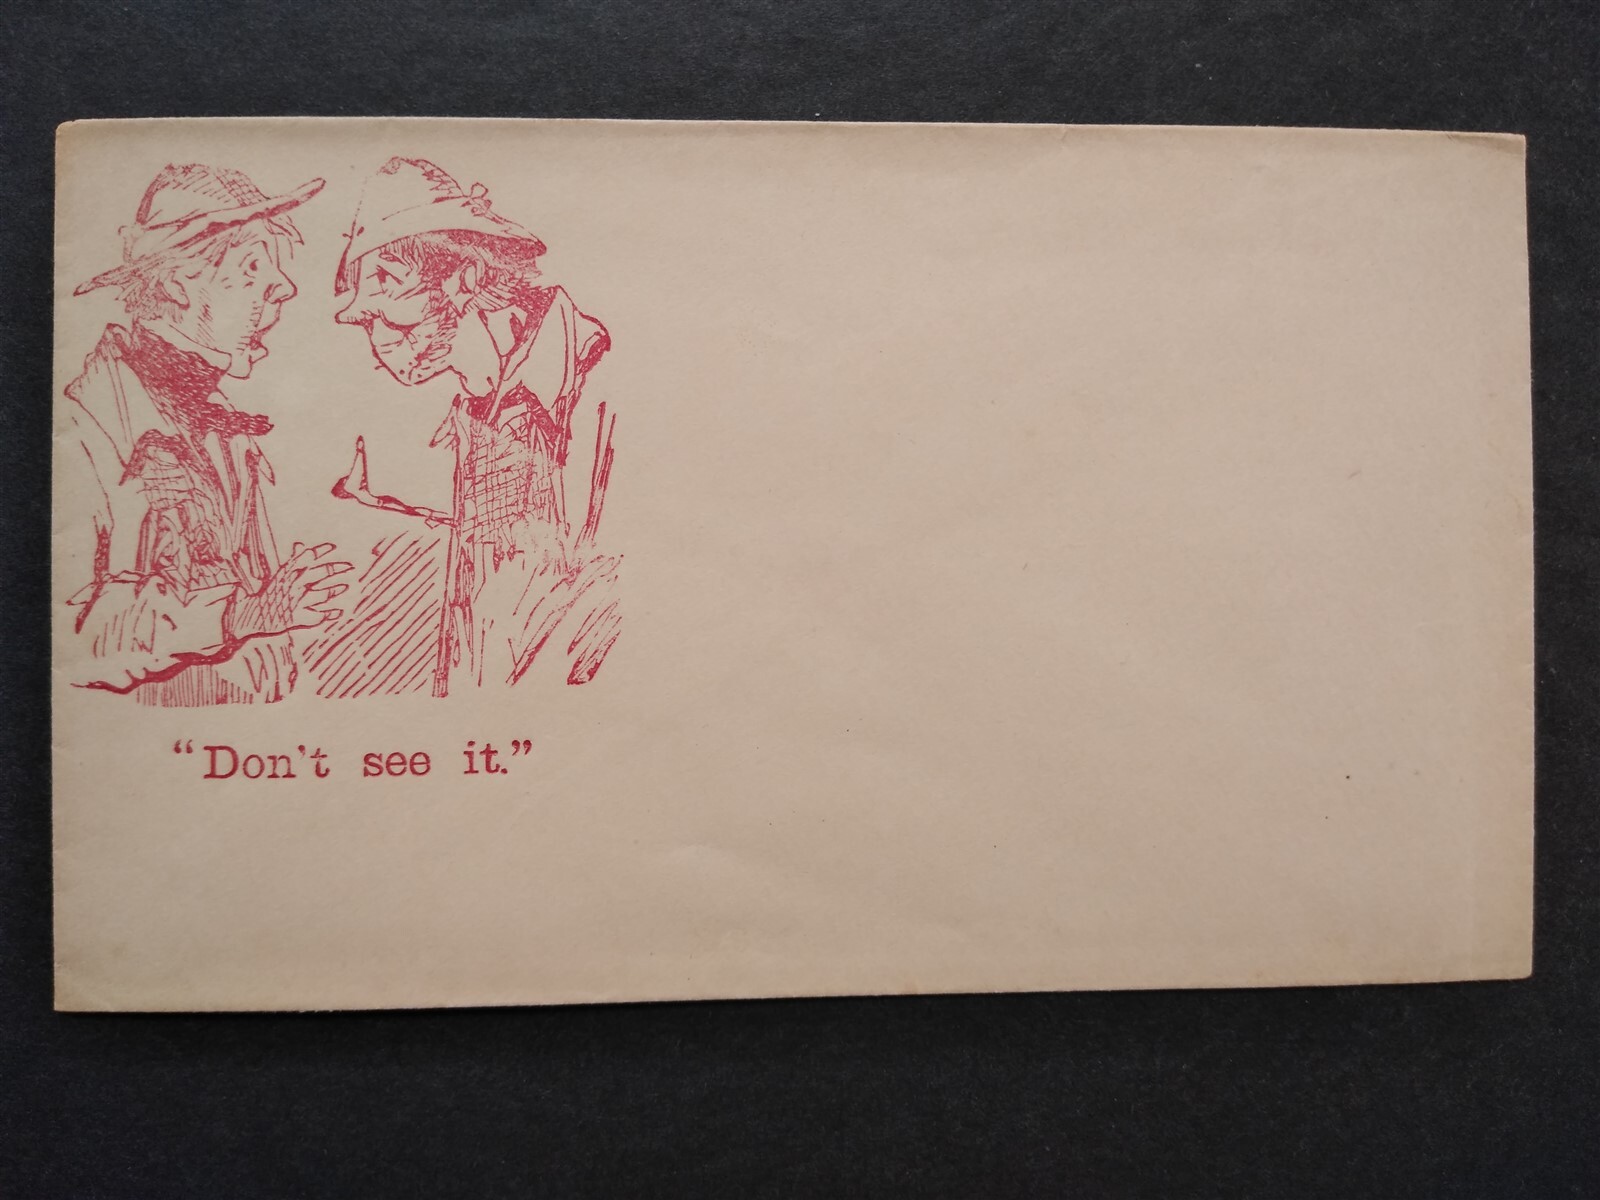 “Don't see it.”